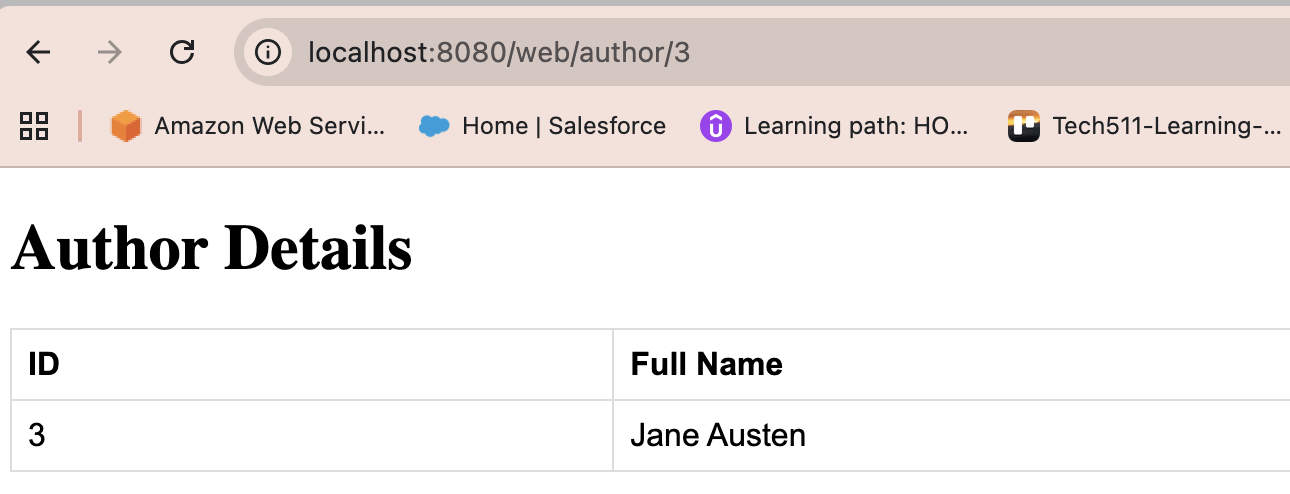 localhost:8080/web/author/3
Amazon Web Servi... Home | Salesforce Learning path: HO... Tech511-Learning-...
Author Details
ID Full Name
3 Jane Austen